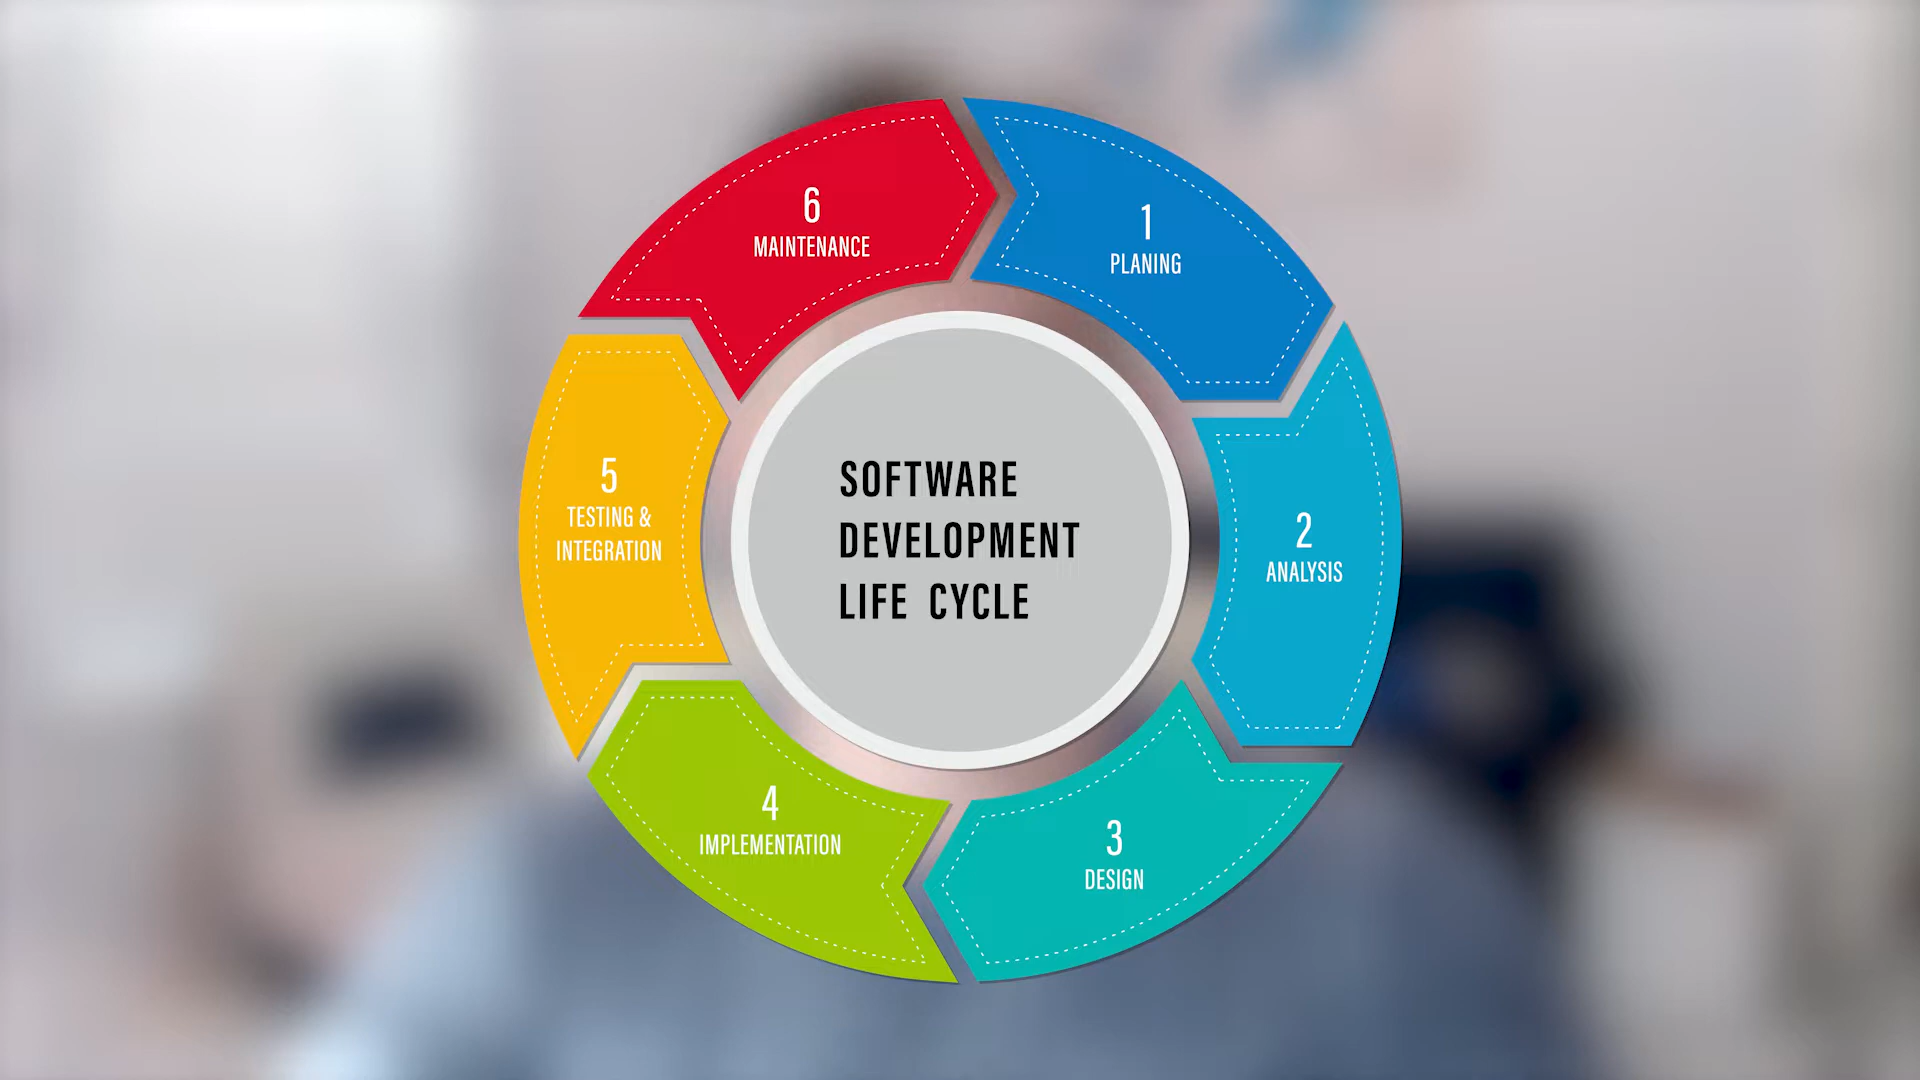 SOFTWARE
DEVELOPMENT
LIFE CYCLE
1
PLANING
2
ANALYSIS
3
DESIGN
4
IMPLEMENTATION
5
TESTING &
INTEGRATION
6
MAINTENANCE